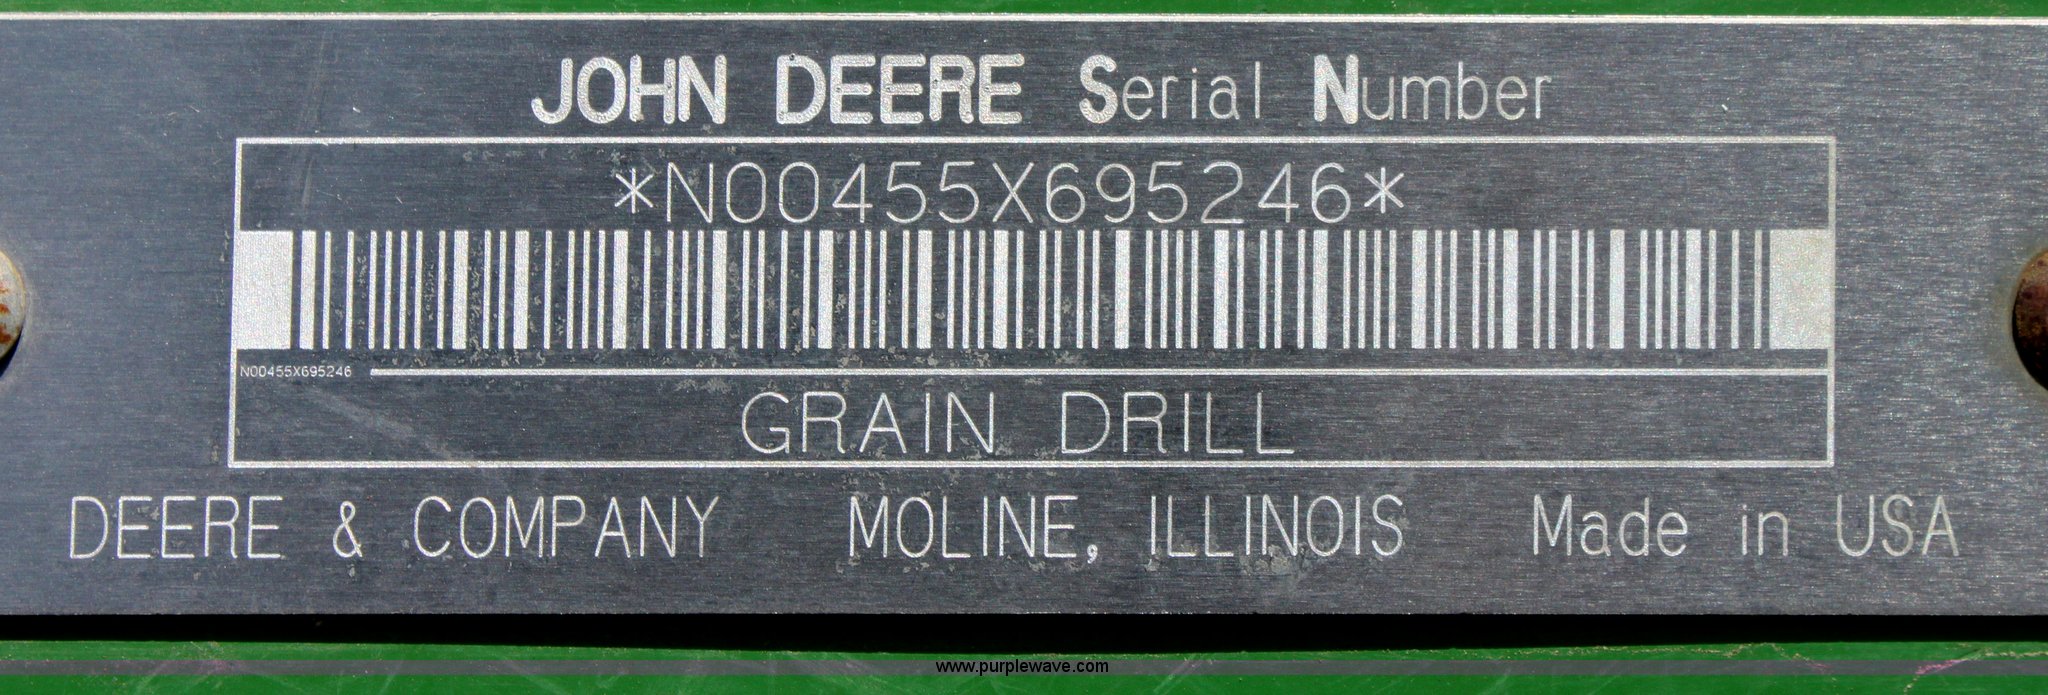 JOHN DEERE Serial Number
*N00455X695246*
N00455X695246
GRAIN DRILL
DEERE & COMPANY MOLINE, ILLINOIS Made in USA
www.purplewave.com